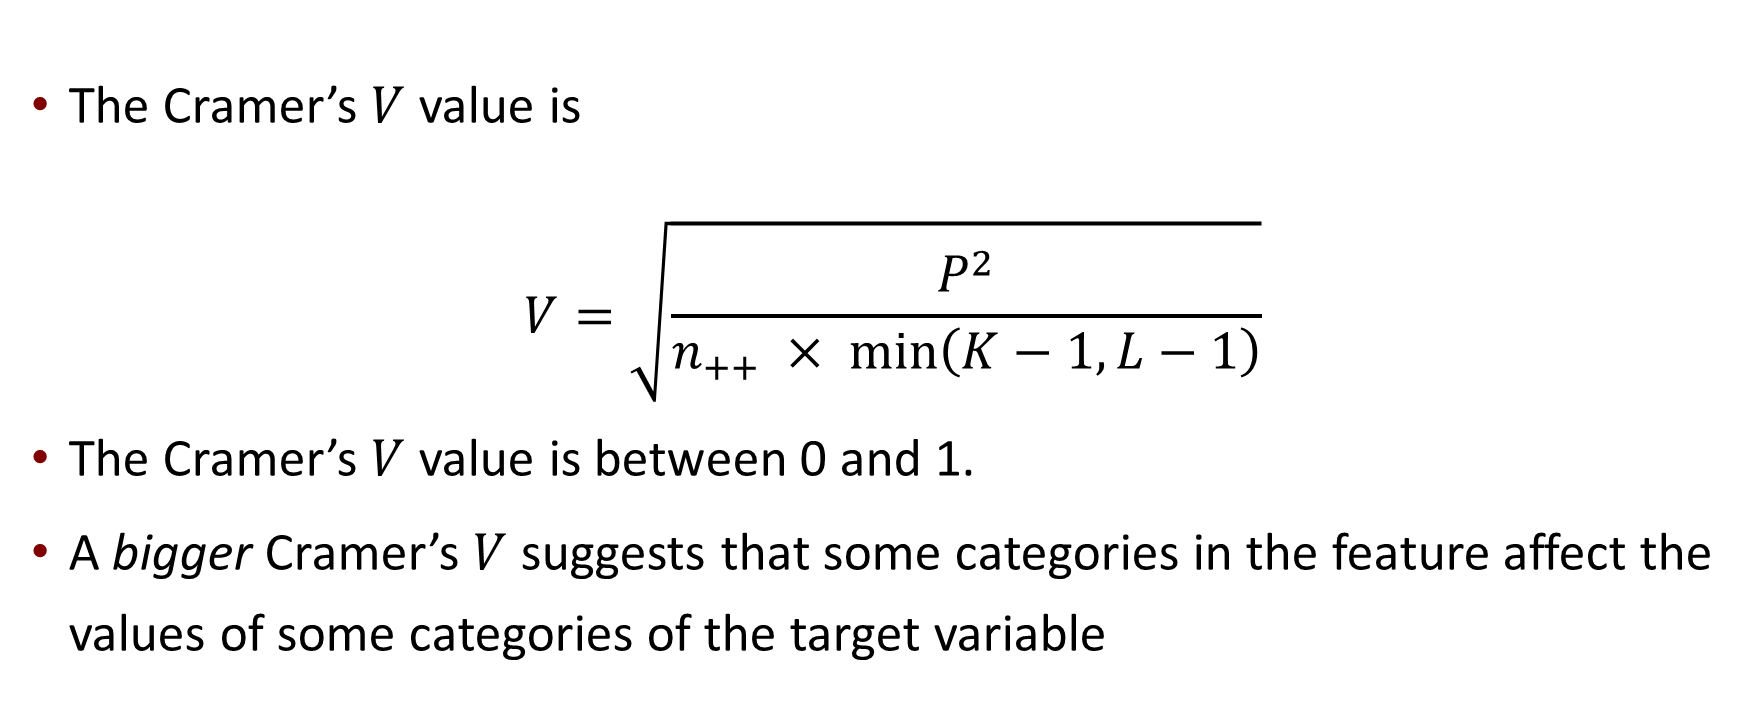 • The Cramer’s V value is
V = √(P² / (n₊₊ × min(K − 1, L − 1)))
• The Cramer’s V value is between 0 and 1.
• A bigger Cramer’s V suggests that some categories in the feature affect the
values of some categories of the target variable